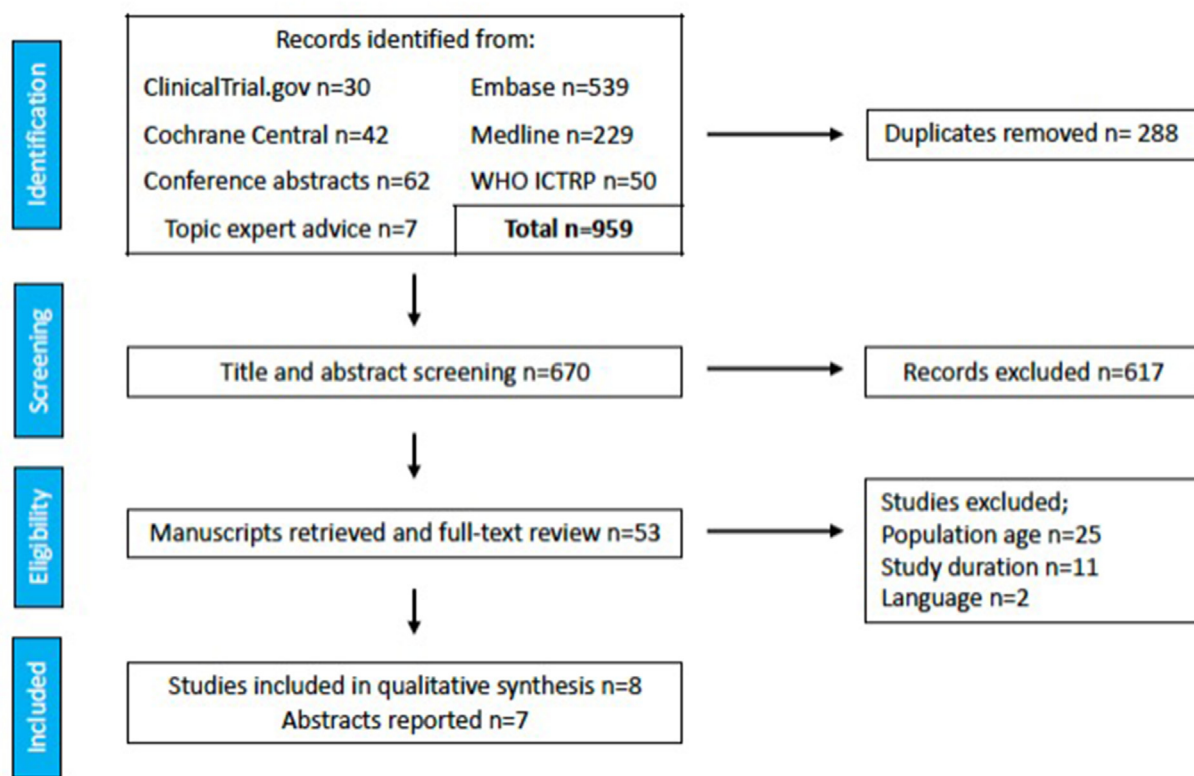 Identification
Records identified from:
ClinicalTrial.gov n=30 Embase n=539
Cochrane Central n=42 Medline n=229
Conference abstracts n=62 WHO ICTRP n=50
Topic expert advice n=7 Total n=959
Duplicates removed n= 288
Screening
Title and abstract screening n=670
Records excluded n=617
Eligibility
Manuscripts retrieved and full-text review n=53
Studies excluded;
Population age n=25
Study duration n=11
Language n=2
Included
Studies included in qualitative synthesis n=8
Abstracts reported n=7